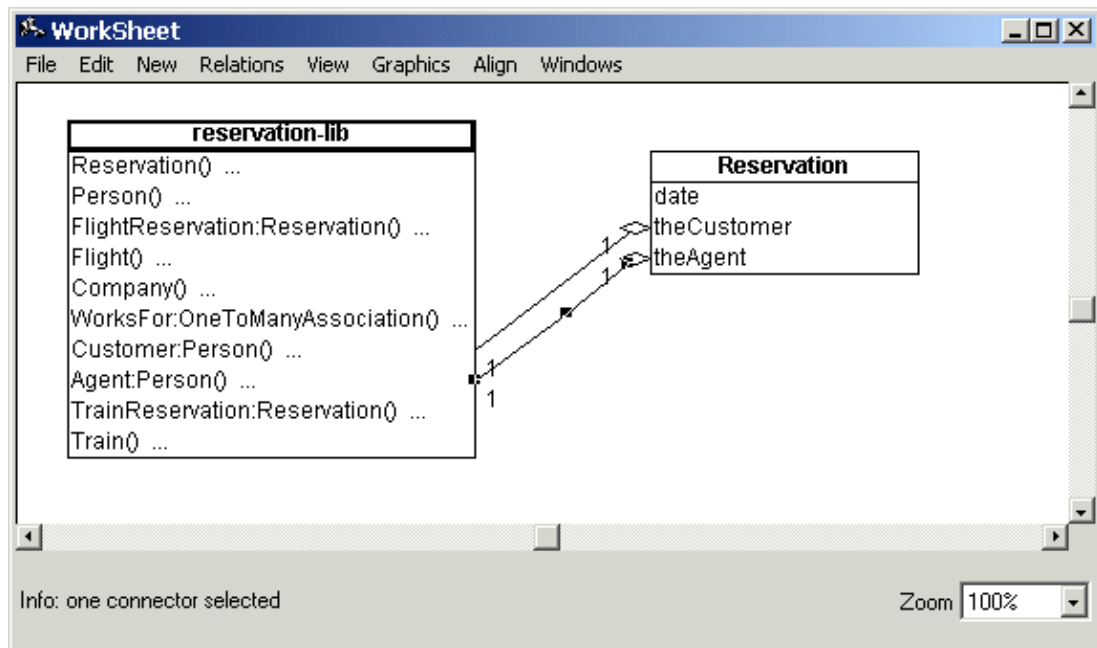 WorkSheet
File Edit New Relations View Graphics Align Windows
reservation-lib
Reservation() ...
Person() ...
FlightReservation:Reservation() ...
Flight() ...
Company() ...
WorksFor:OneToManyAssociation() ...
Customer:Person() ...
Agent:Person() ...
TrainReservation:Reservation() ...
Train() ...
1
1
1
1
Reservation
date
theCustomer
theAgent
Info: one connector selected
Zoom 100%